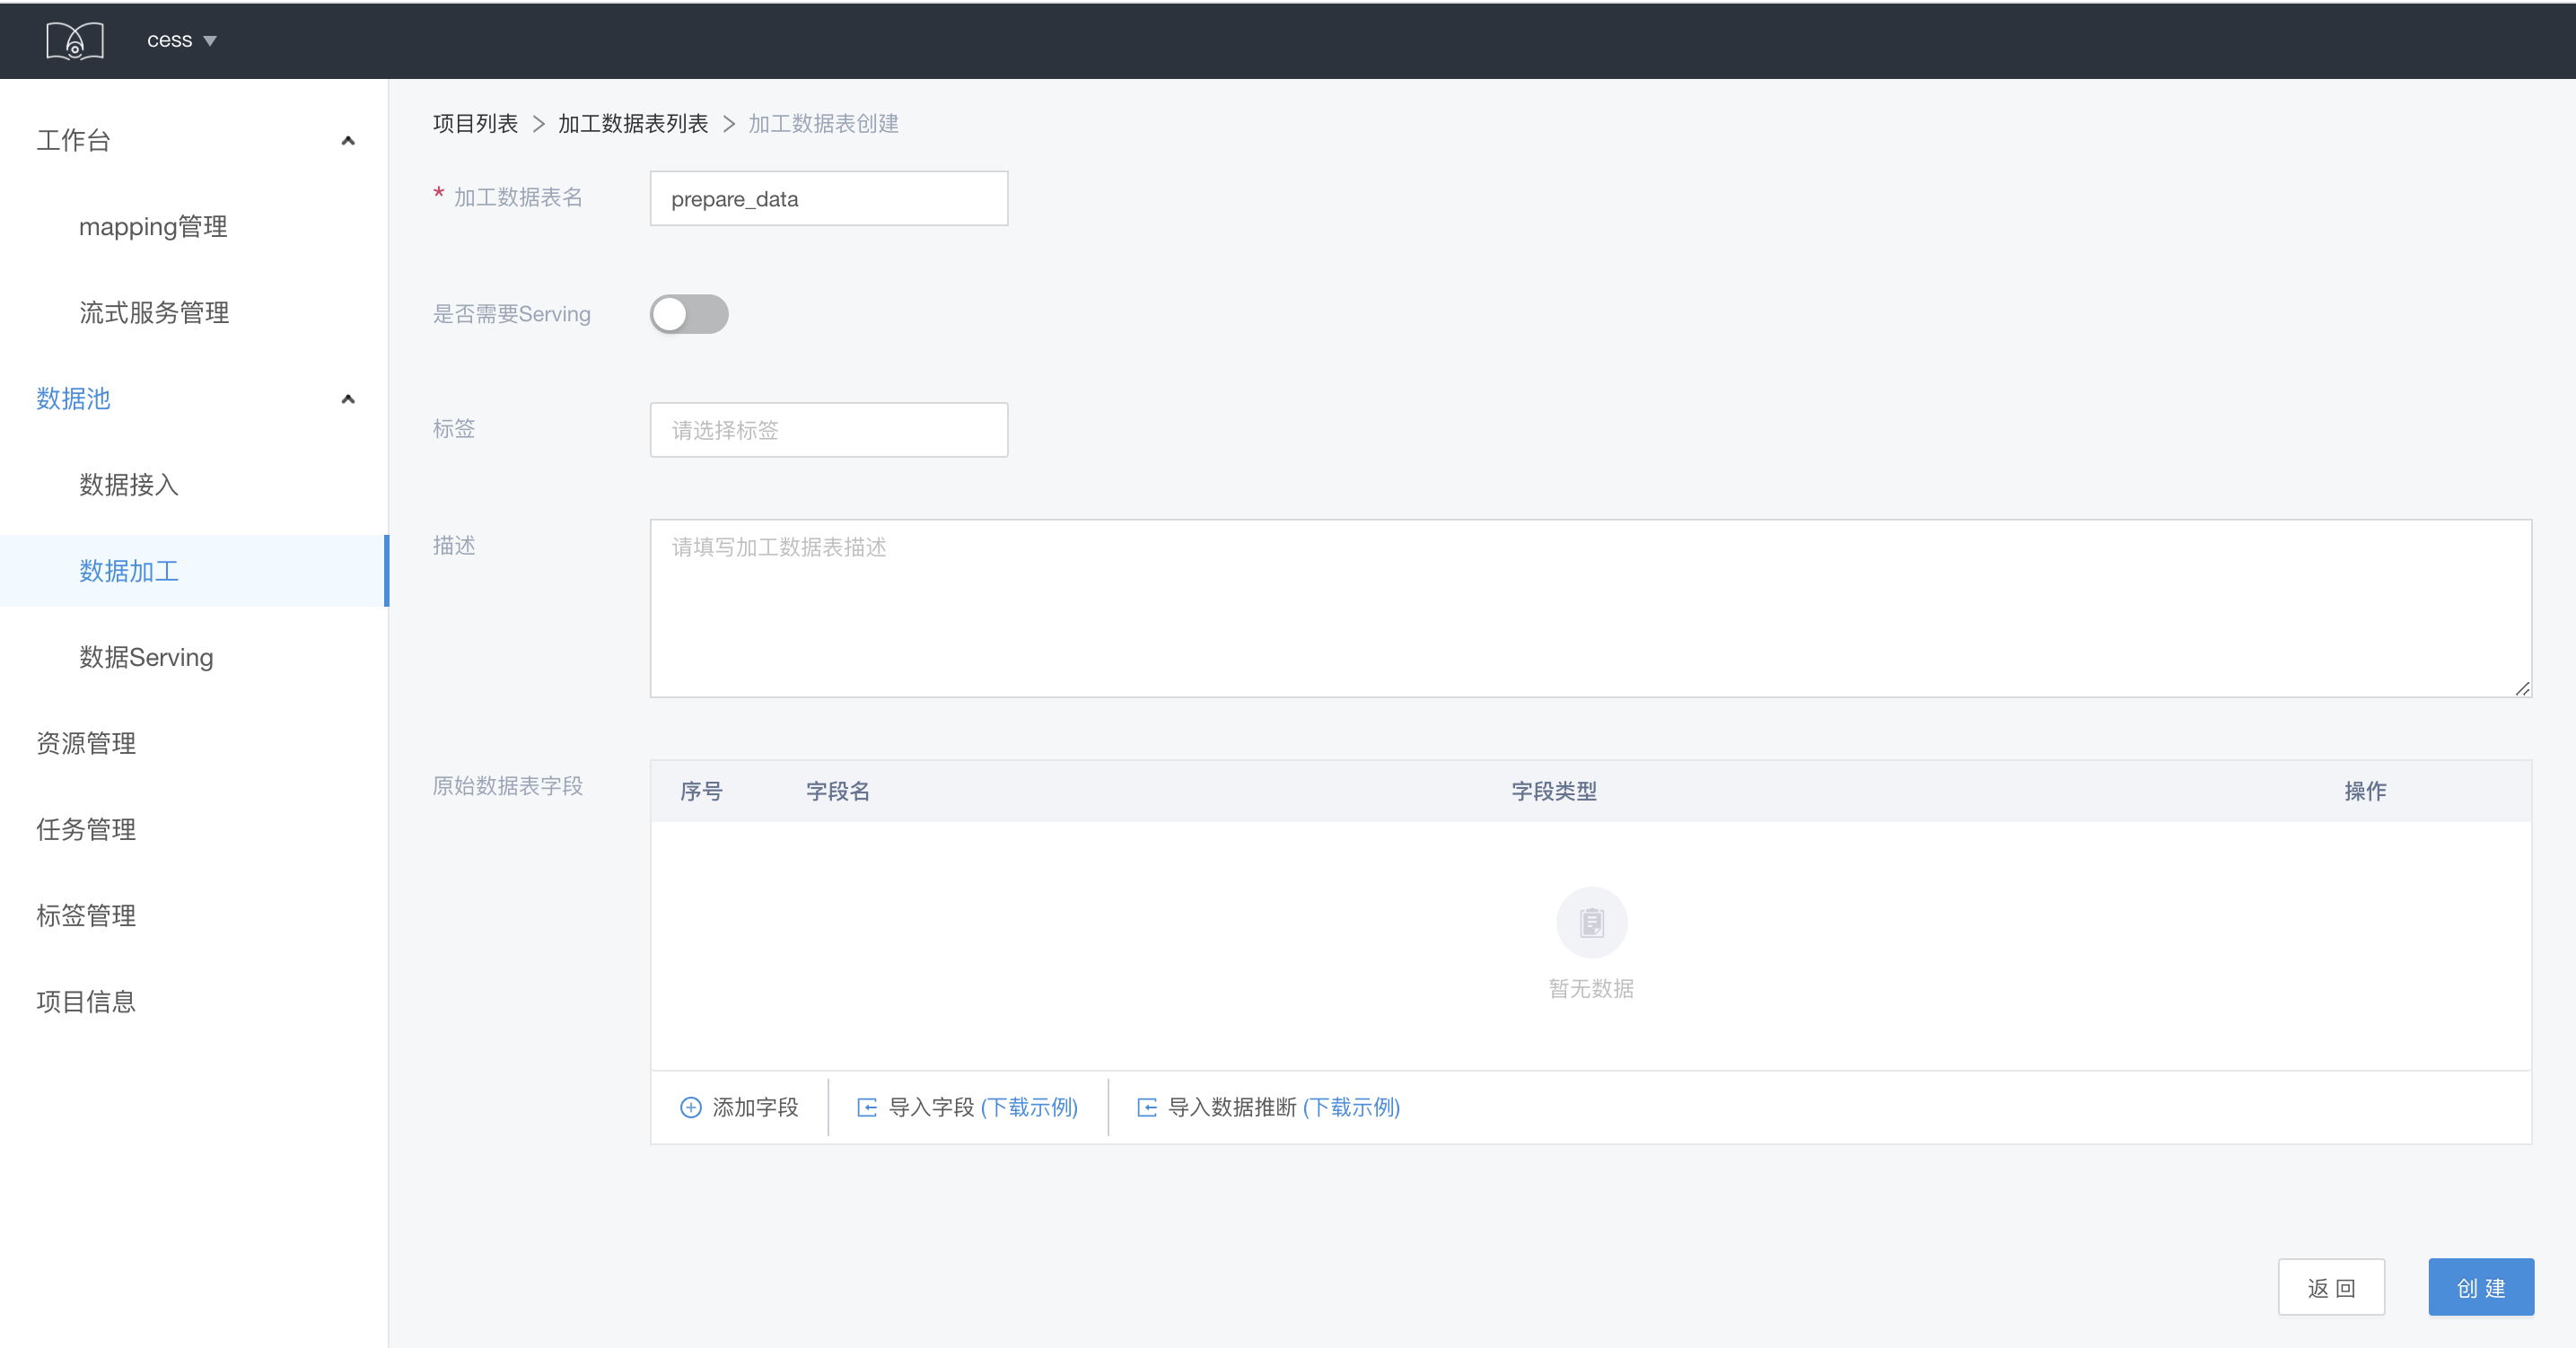 cess
工作台
mapping管理
流式服务管理
数据池
数据接入
数据加工
数据Serving
资源管理
任务管理
标签管理
项目信息
项目列表 > 加工数据表列表 > 加工数据表创建
* 加工数据表名 prepare_data
是否需要Serving
标签 请选择标签
描述 请填写加工数据表描述
原始数据表字段
序号 字段名 字段类型 操作
暂无数据
添加字段 导入字段 (下载示例) 导入数据推断 (下载示例)
返回 创建